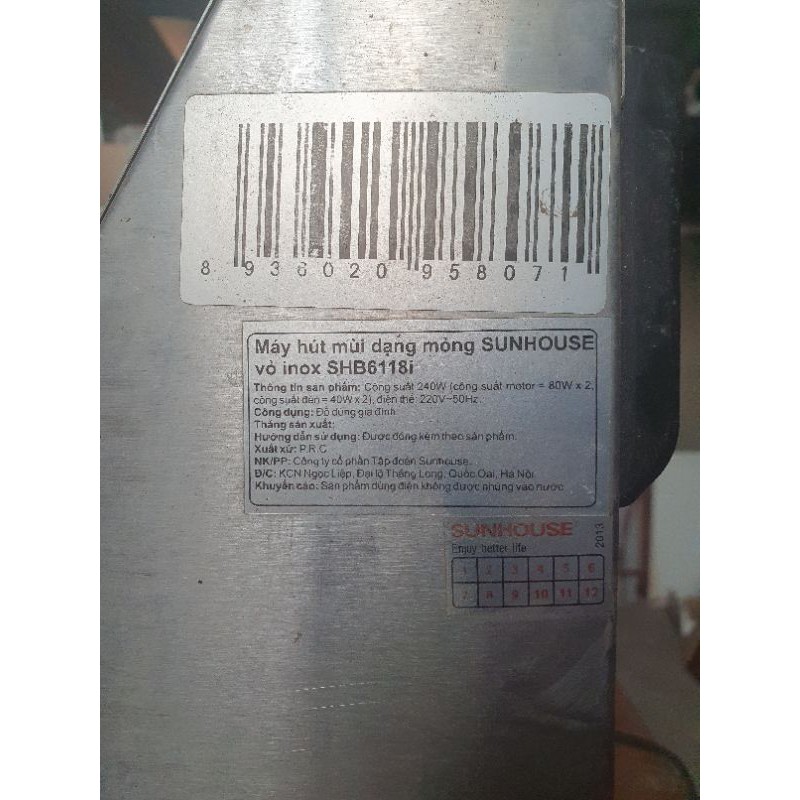 8 936020 958071
Máy hút mùi dạng mỏng SUNHOUSE
vỏ inox SHB6118i
Thông tin sản phẩm: Công suất 240W (công suất motor = 80W x 2,
công suất đèn = 40W x 2), điện thế: 220V~50Hz.
Công dụng: Đồ dùng gia đình
Tháng sản xuất:
Hướng dẫn sử dụng: Được đóng kèm theo sản phẩm.
Xuất xứ: P.R.C
NK/PP: Công ty cổ phần Tập đoàn Sunhouse.
Đ/C: KCN Ngọc Liệp, Đại lộ Thăng Long, Quốc Oai, Hà Nội.
Khuyến cáo: Sản phẩm dùng điện không được nhúng vào nước
SUNHOUSE
Enjoy better life
2013
1 2 3 4 5 6
7 8 9 10 11 12